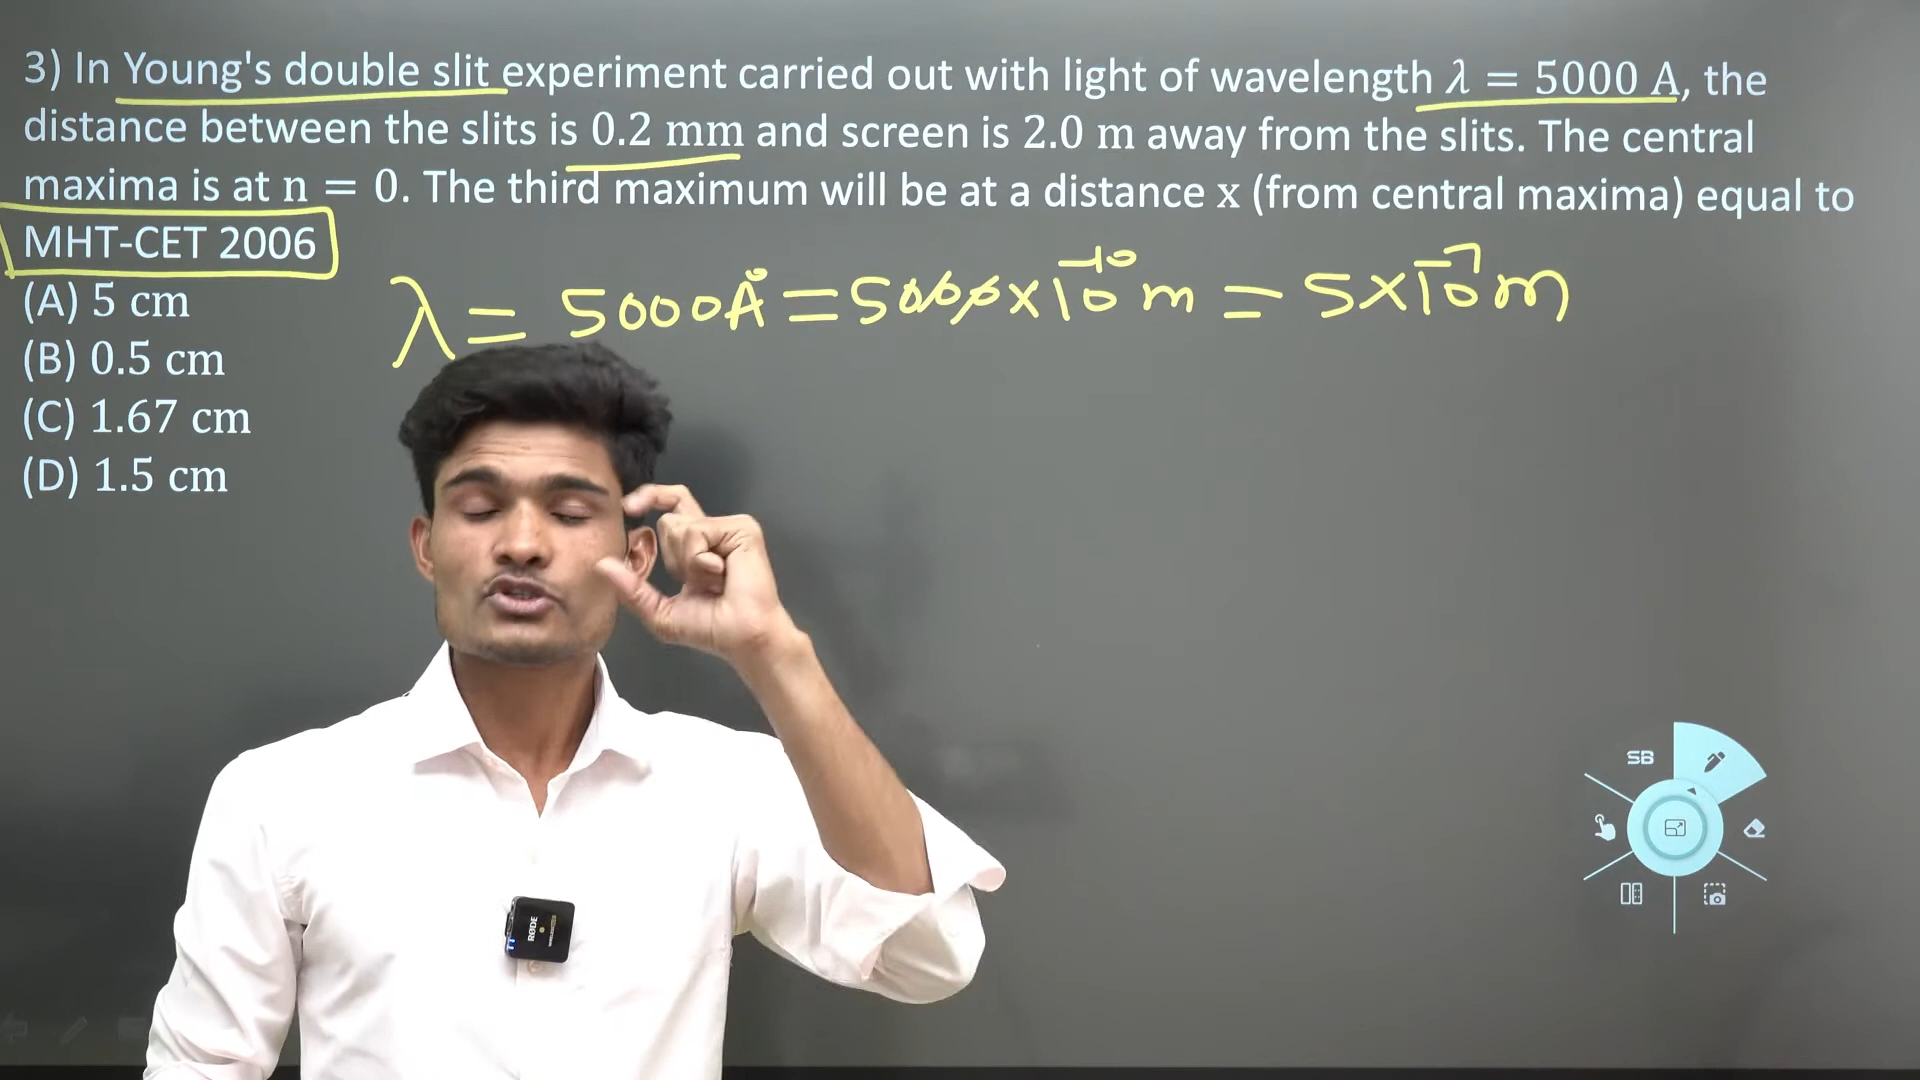 3) In Young's double slit experiment carried out with light of wavelength λ = 5000 A, the
distance between the slits is 0.2 mm and screen is 2.0 m away from the slits. The central
maxima is at n = 0. The third maximum will be at a distance x (from central maxima) equal to
MHT-CET 2006
(A) 5 cm
(B) 0.5 cm
(C) 1.67 cm
(D) 1.5 cm
λ = 5000Å = 5000×10⁻¹⁰ m = 5×10⁻⁷ m
SB
RØDE